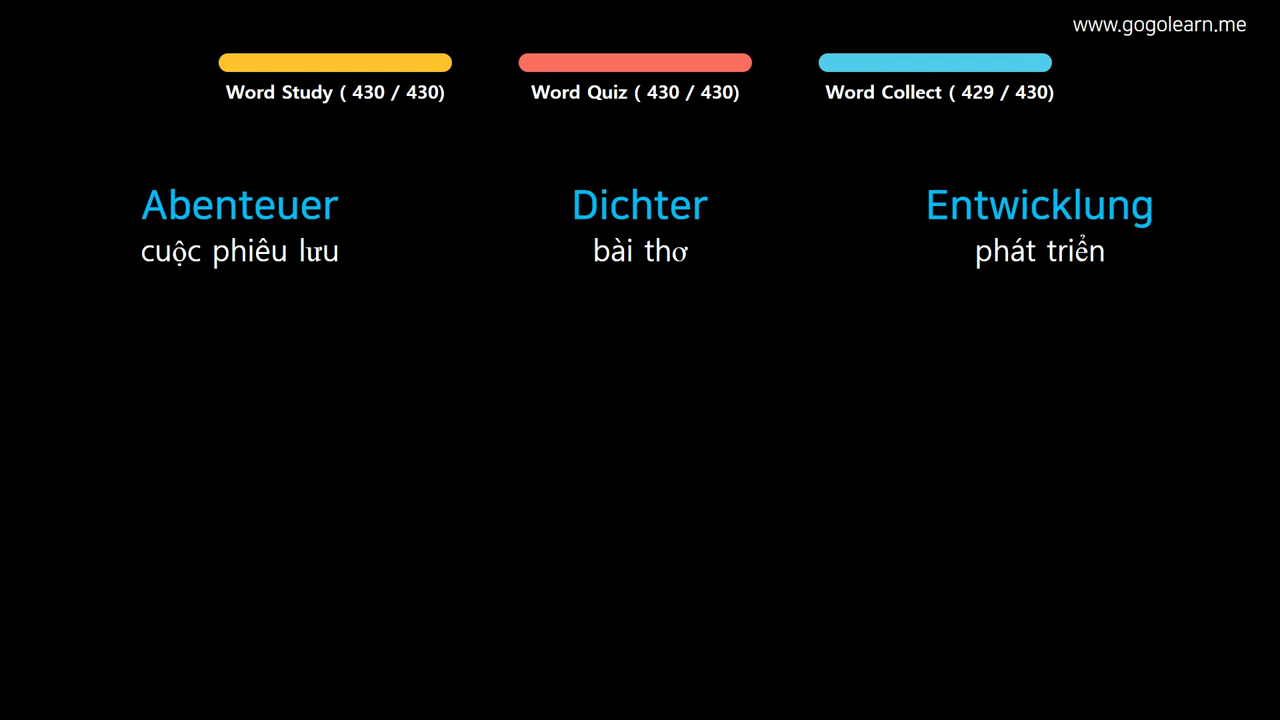 www.gogolearn.me
Word Study ( 430 / 430)
Word Quiz ( 430 / 430)
Word Collect ( 429 / 430)
Abenteuer
cuộc phiêu lưu
Dichter
bài thơ
Entwicklung
phát triển